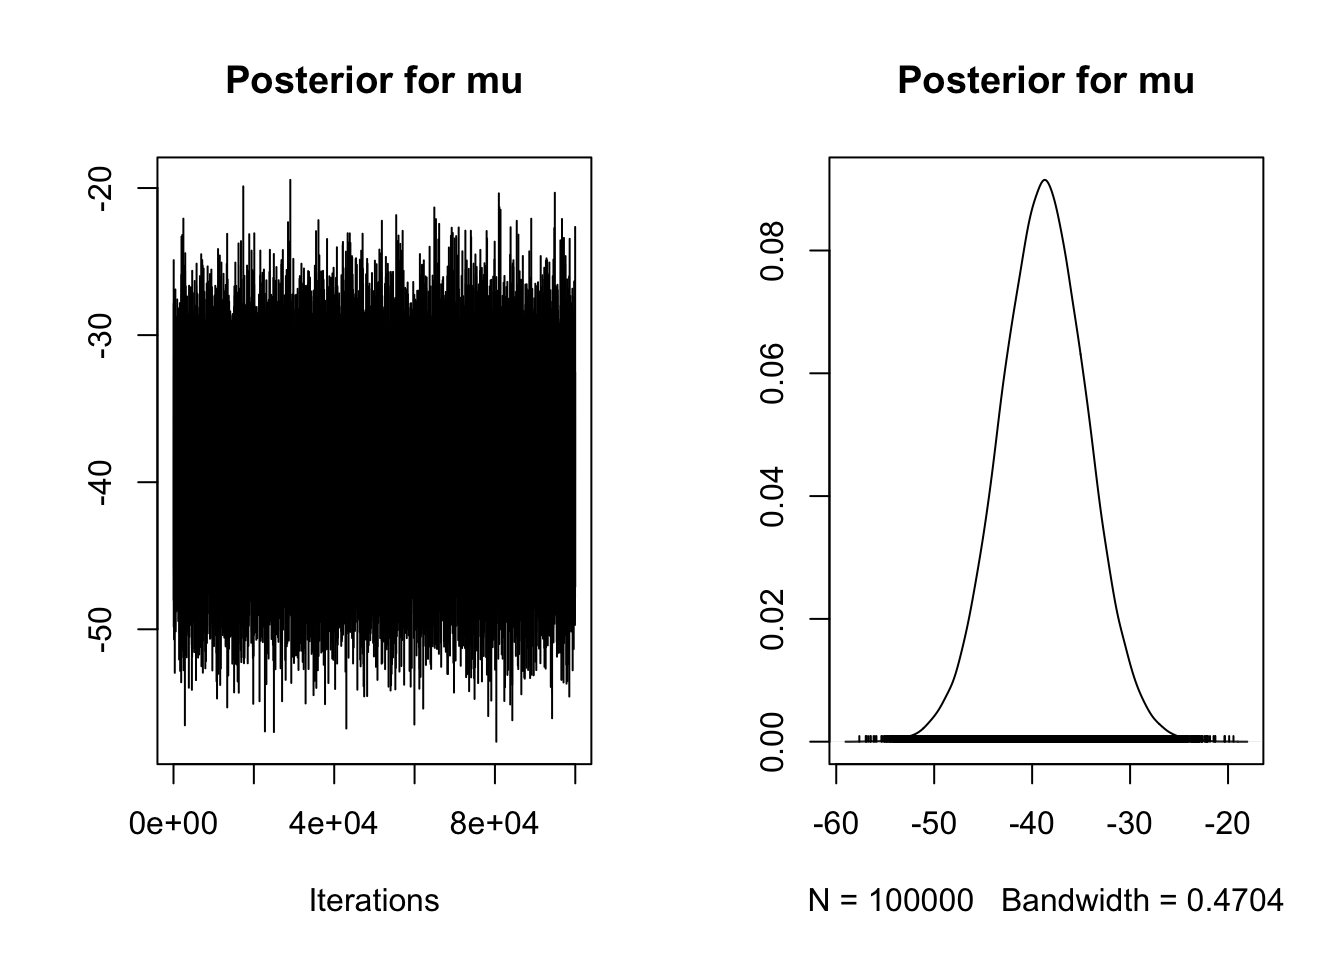 Posterior for mu
-20
-30
-40
-50
0e+00 4e+04 8e+04
Iterations
Posterior for mu
0.08
0.06
0.04
0.02
0.00
-60 -50 -40 -30 -20
N = 100000 Bandwidth = 0.4704